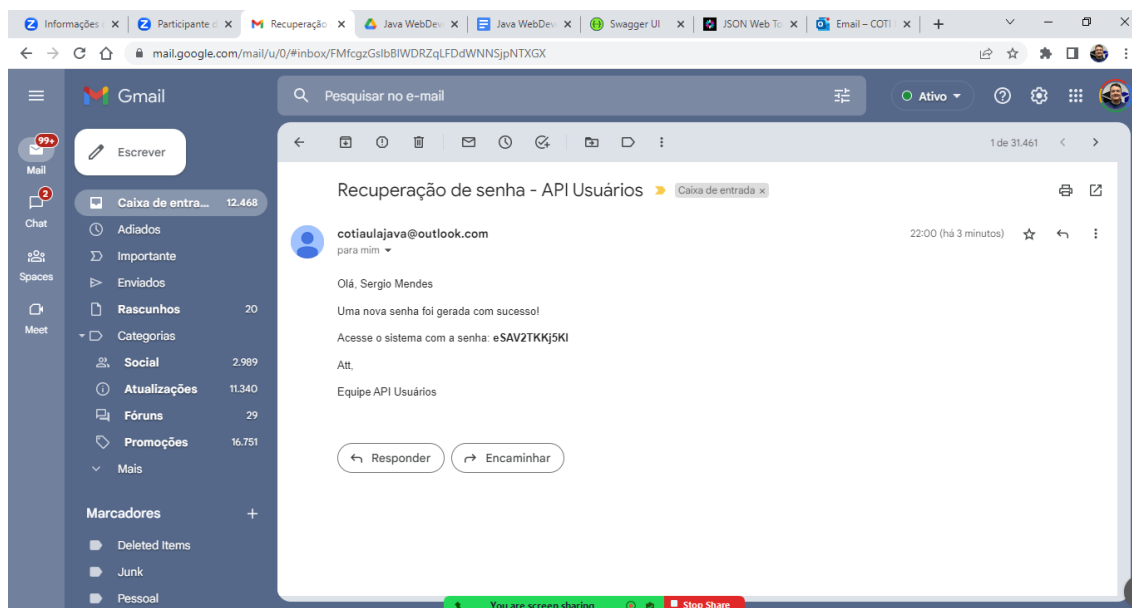 Informações
Participante d
Recuperação
Java WebDev
Java WebDev
Swagger UI
JSON Web To
Email – COTI
mail.google.com/mail/u/0/#inbox/FMfcgzGslbBIWDRZqLFDdWNNSjpNTXGX
Gmail
Pesquisar no e-mail
Ativo
99+
Mail
Escrever
1 de 31.461
2
Chat
Spaces
Meet
Caixa de entra... 12.468
Adiados
Importante
Enviados
Rascunhos 20
Categorias
Social 2.989
Atualizações 11.340
Fóruns 29
Promoções 16.751
Mais
Marcadores
Deleted Items
Junk
Pessoal
Recuperação de senha - API Usuários Caixa de entrada x
cotiaulajava@outlook.com 22:00 (há 3 minutos)
para mim
Olá, Sergio Mendes
Uma nova senha foi gerada com sucesso!
Acesse o sistema com a senha: eSAV2TKKj5KI
Att,
Equipe API Usuários
Responder Encaminhar
You are screen sharing Stop Share